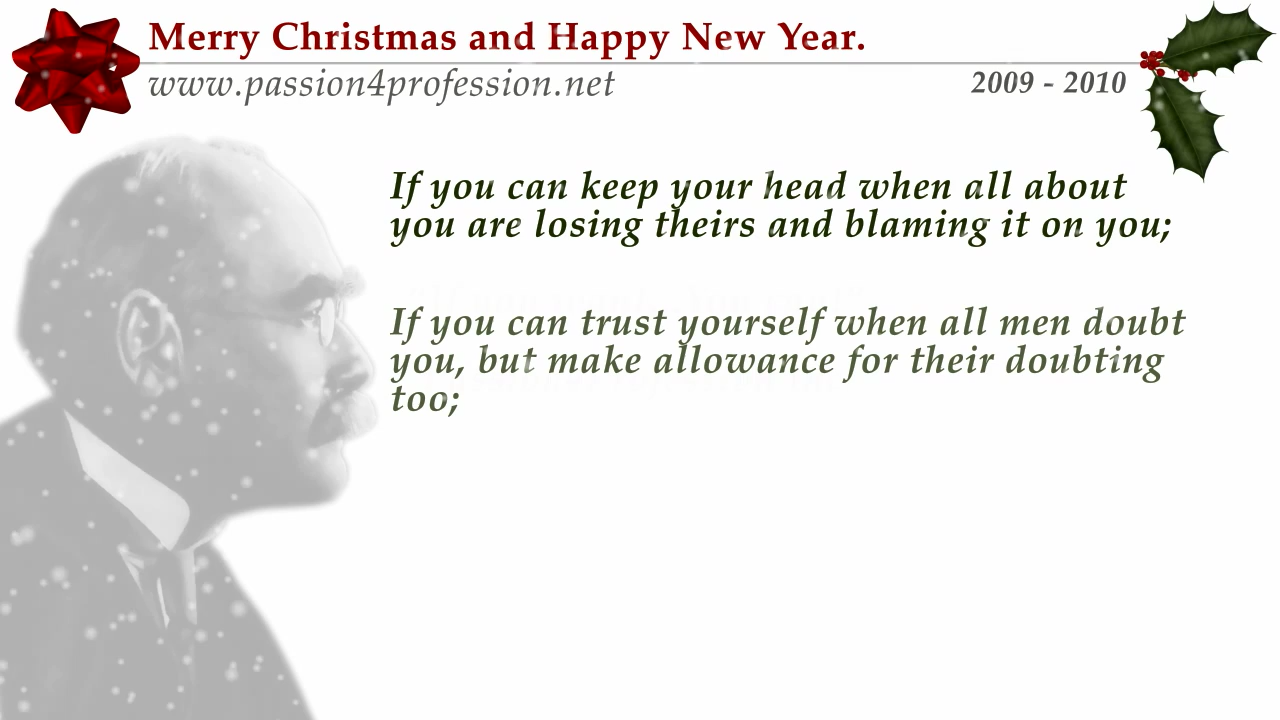 Merry Christmas and Happy New Year.
www.passion4profession.net
2009 - 2010
If you can keep your head when all about
you are losing theirs and blaming it on you;
If you can trust yourself when all men doubt
you, but make allowance for their doubting
too;